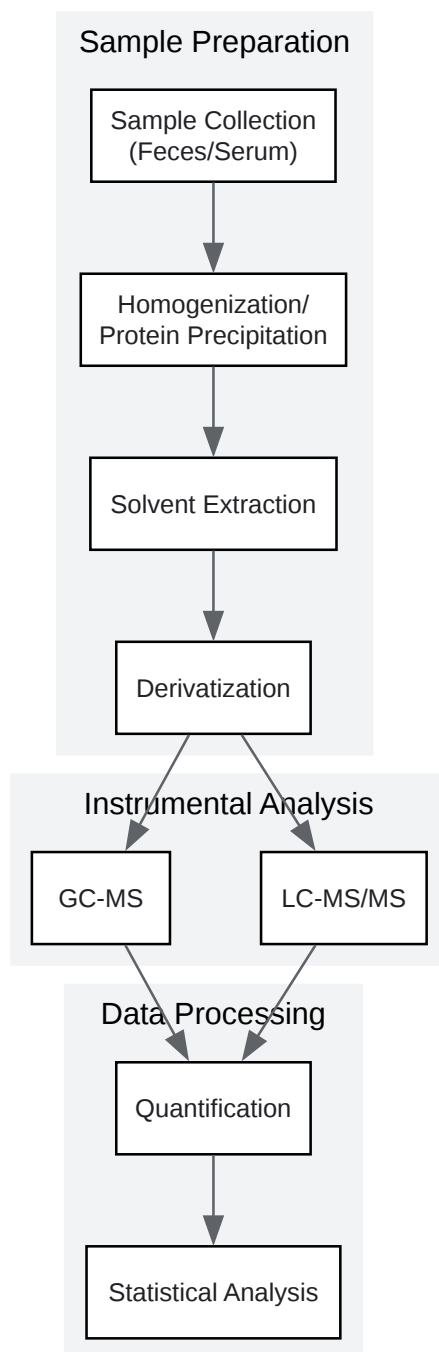 Sample Preparation
Sample Collection
(Feces/Serum)
Homogenization/
Protein Precipitation
Solvent Extraction
Derivatization
Instrumental Analysis
GC-MS
LC-MS/MS
Data Processing
Quantification
Statistical Analysis